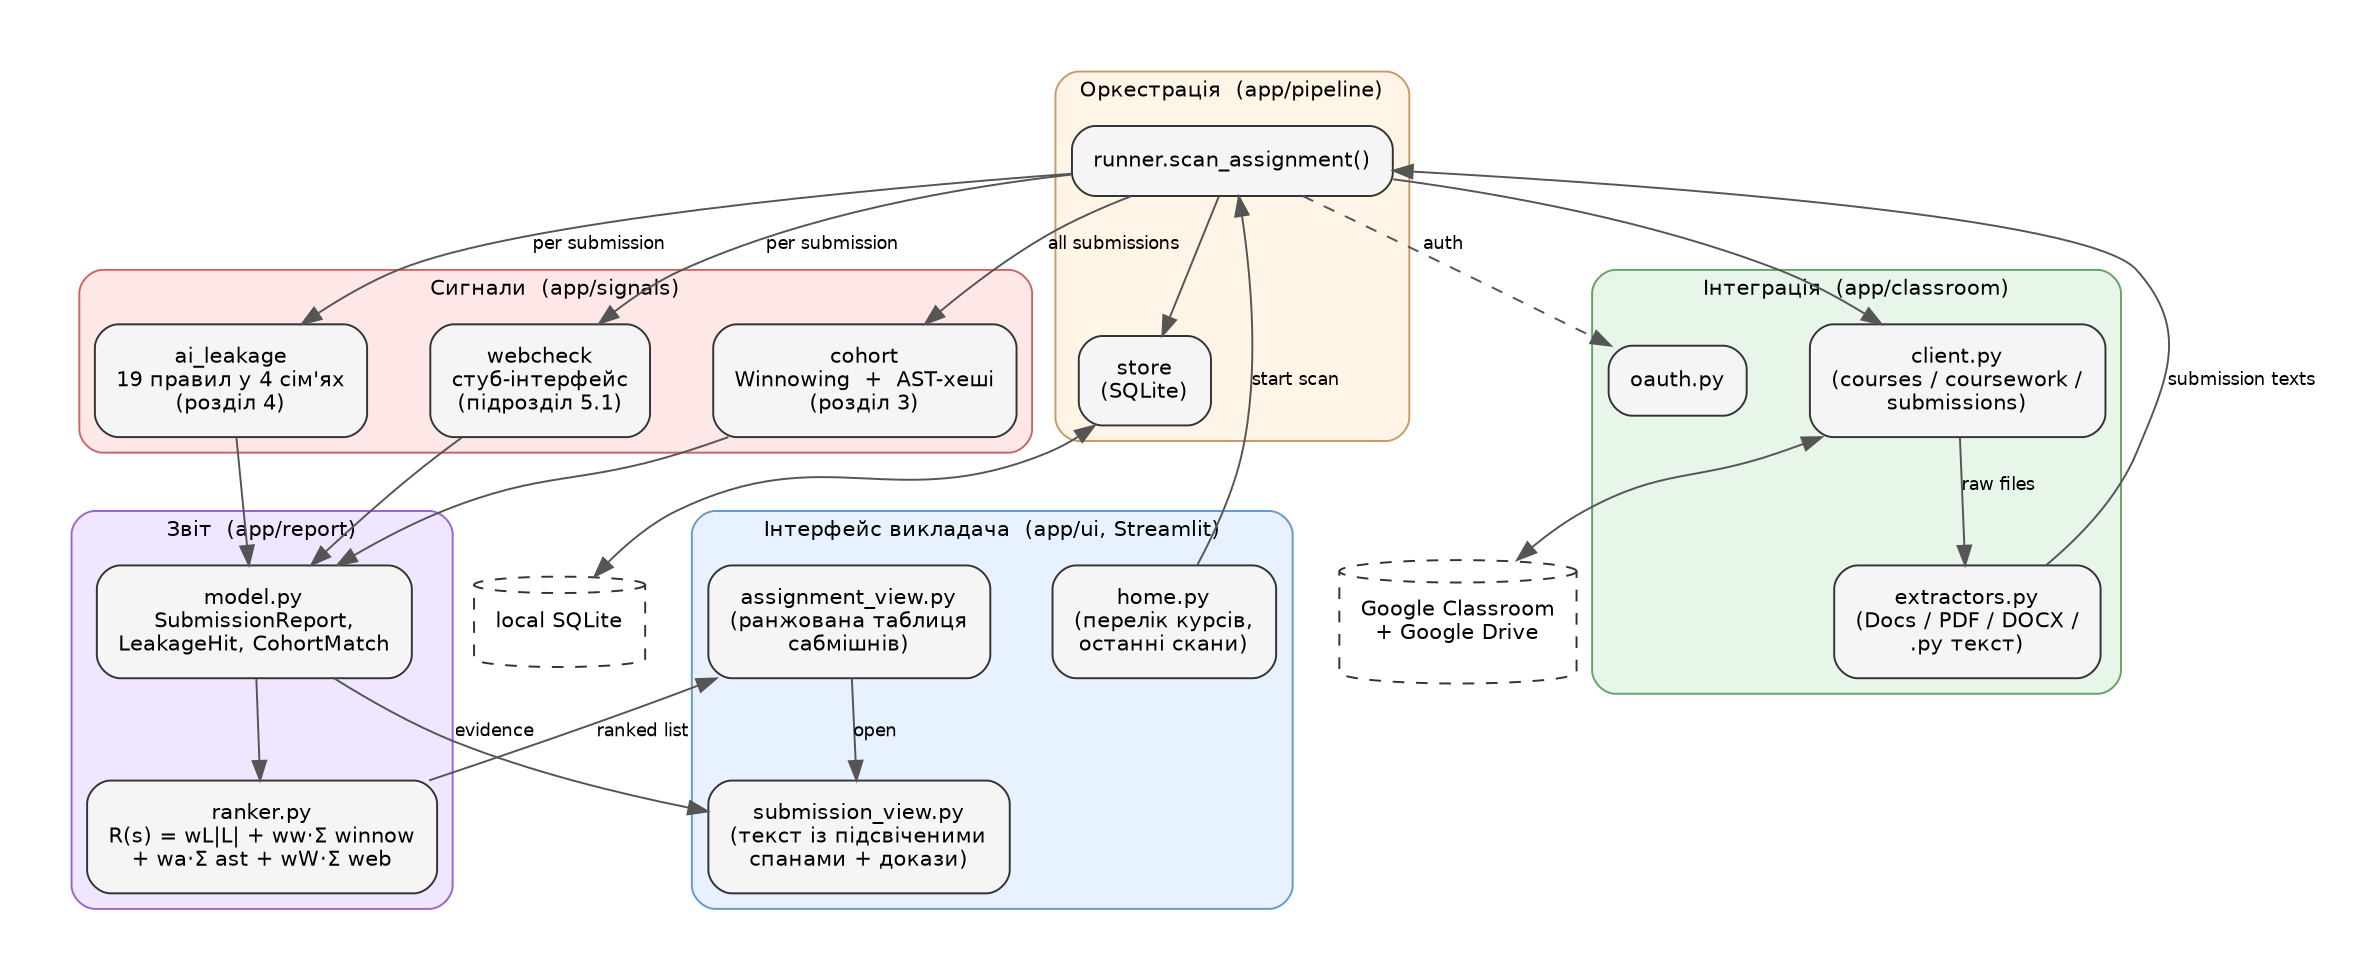 Оркестрація (app/pipeline)
runner.scan_assignment()
per submission
per submission
all submissions
auth
Сигнали (app/signals)
ai_leakage
19 правил у 4 сім'ях
(розділ 4)
webcheck
стуб-інтерфейс
(підрозділ 5.1)
cohort
Winnowing + AST-хеші
(розділ 3)
store
(SQLite)
start scan
Інтеграція (app/classroom)
oauth.py
client.py
(courses / coursework /
submissions)
submission texts
raw files
Звіт (app/report)
model.py
SubmissionReport,
LeakageHit, CohortMatch
local SQLite
Інтерфейс викладача (app/ui, Streamlit)
assignment_view.py
(ранжована таблиця
сабмішнів)
home.py
(перелік курсів,
останні скани)
Google Classroom
+ Google Drive
extractors.py
(Docs / PDF / DOCX /
.py текст)
evidence
ranked list
open
ranker.py
R(s) = wL|L| + ww·Σ winnow
+ wa·Σ ast + wW·Σ web
submission_view.py
(текст із підсвіченими
спанами + докази)